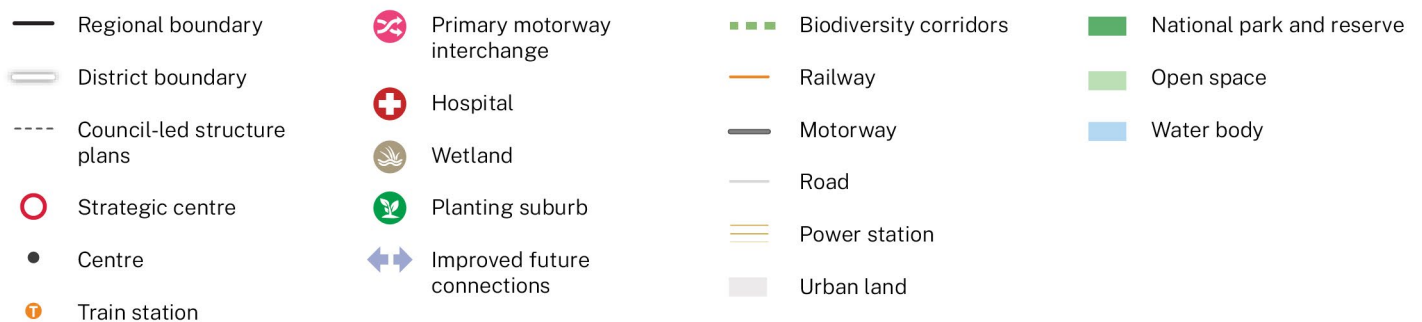 Regional boundary
District boundary
Council-led structure
plans
Strategic centre
Centre
T
Train station
Primary motorway
interchange
Hospital
Wetland
Planting suburb
Improved future
connections
Biodiversity corridors
Railway
Motorway
Road
Power station
Urban land
National park and reserve
Open space
Water body